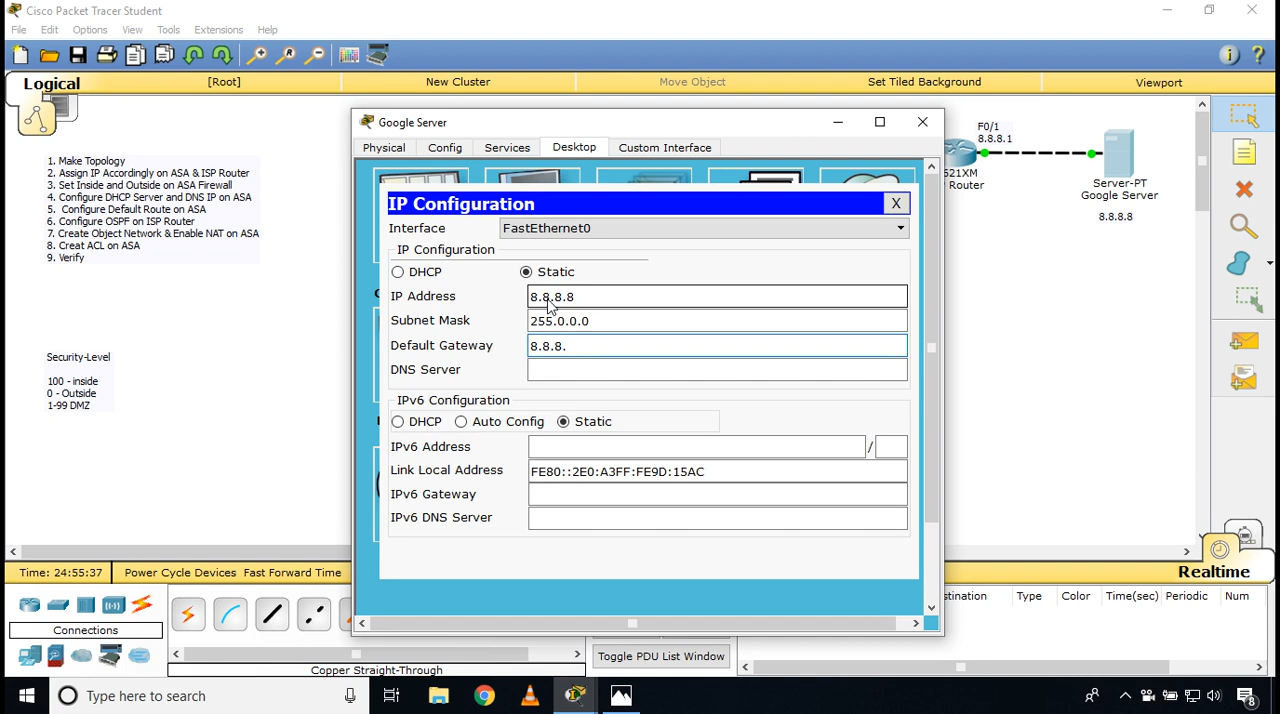 Cisco Packet Tracer Student
File Edit Options View Tools Extensions Help
Logical [Root] New Cluster Move Object Set Tiled Background Viewport
1. Make Topology
2. Assign IP Accordingly on ASA & ISP Router
3. Set Inside and Outside on ASA Firewall
4. Configure DHCP Server and DNS IP on ASA
5. Configure Default Route on ASA
6. Configure OSPF on ISP Router
7. Create Object Network & Enable NAT on ASA
8. Creat ACL on ASA
9. Verify
Security-Level
100 - inside
0 - Outside
1-99 DMZ
Google Server
Physical Config Services Desktop Custom Interface
IP Configuration X
Interface FastEthernet0
IP Configuration
DHCP Static
IP Address 8.8.8.8
Subnet Mask 255.0.0.0
Default Gateway 8.8.8.
DNS Server
IPv6 Configuration
DHCP Auto Config Static
IPv6 Address /
Link Local Address FE80::2E0:A3FF:FE9D:15AC
IPv6 Gateway
IPv6 DNS Server
F0/1
8.8.8.1
621XM
Router
Server-PT
Google Server
8.8.8.8
Time: 24:55:37 Power Cycle Devices Fast Forward Time Realtime
Connections
Copper Straight-Through
Toggle PDU List Window
stination Type Color Time(sec) Periodic Num
Type here to search
8